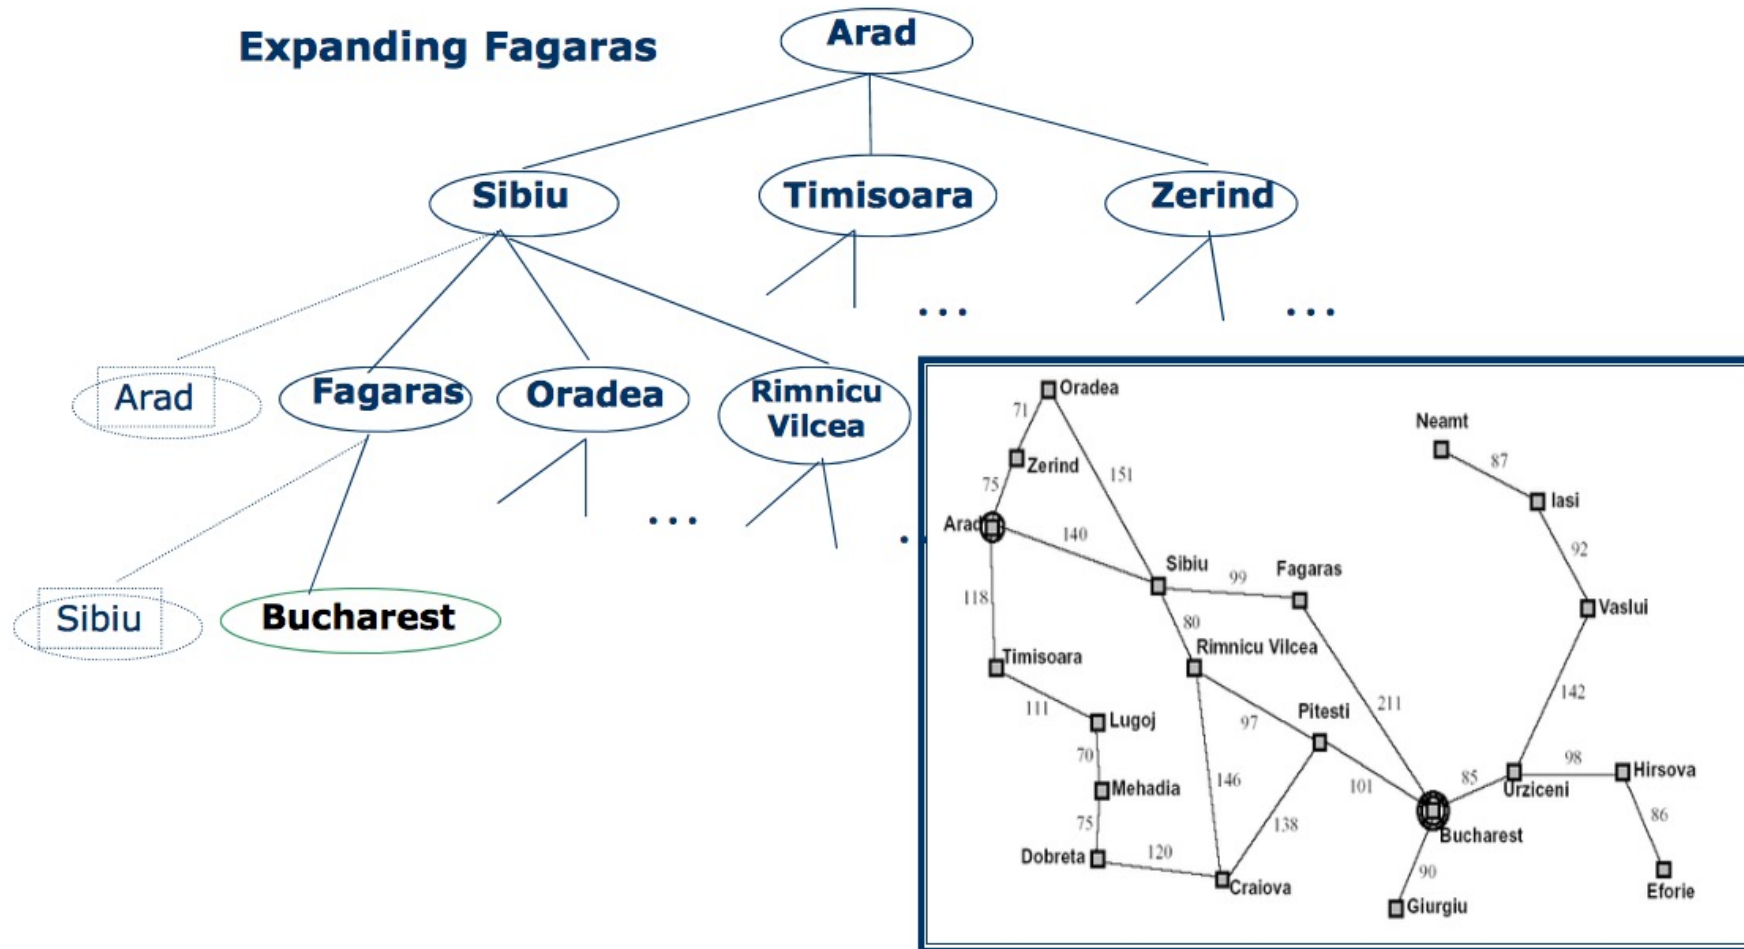 Expanding Fagaras
Arad
Sibiu
Timisoara
Zerind
...
...
Arad
Fagaras
Oradea
Rimnicu
Vilcea
...
..
Sibiu
Bucharest
Oradea
71
Neamt
87
Zerind
151
75
Iasi
Arad
140
92
Sibiu
99
Fagaras
118
80
Vaslui
Rimnicu Vilcea
Timisoara
142
111
211
Lugoj
97
Pitesti
70
98
Hirsova
146
85
Mehadia
101
Urziceni
75
138
86
Bucharest
Dobreta
120
90
Craiova
Eforie
Giurgiu